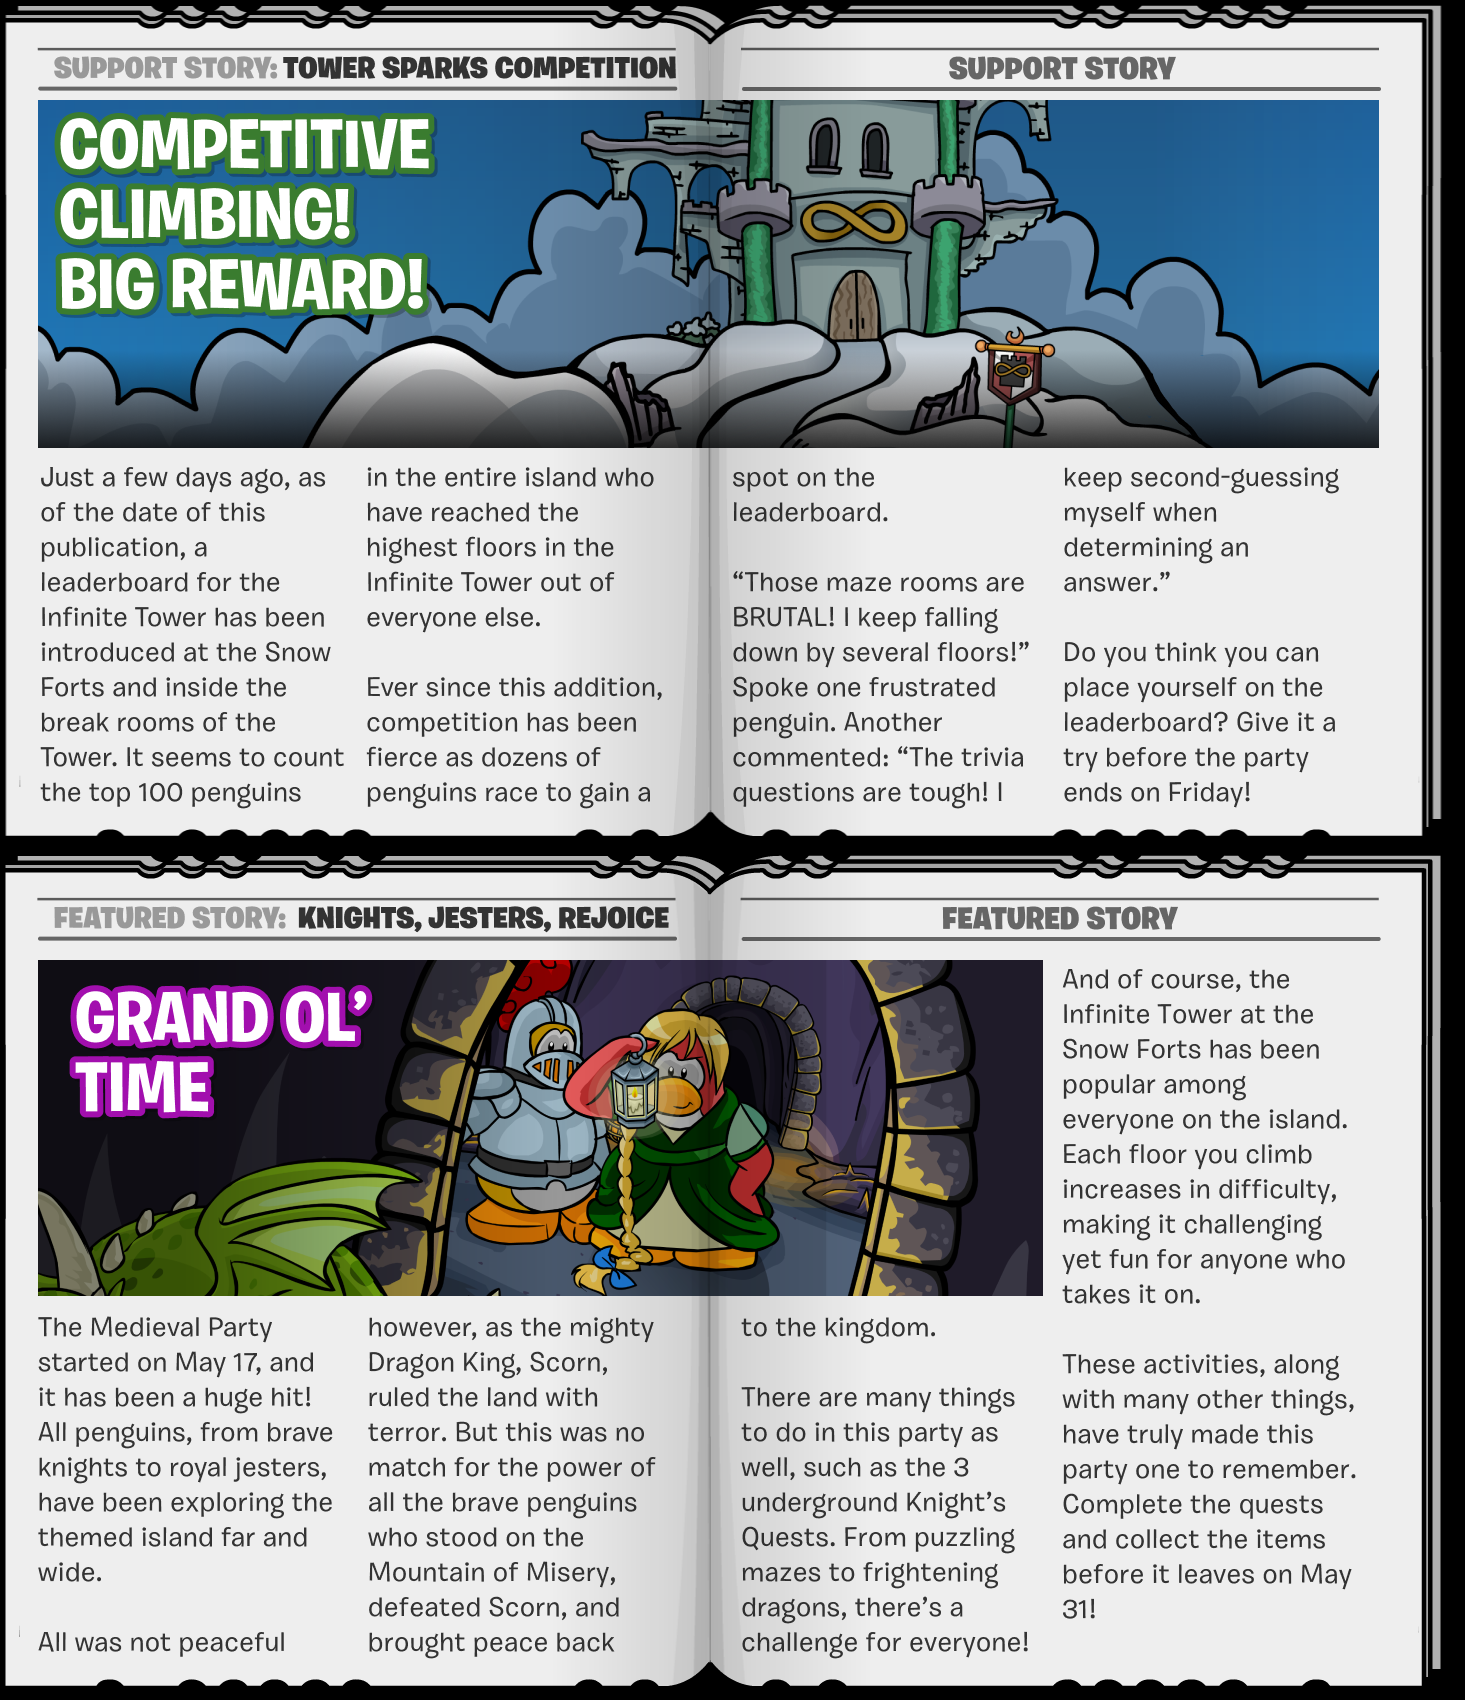 SUPPORT STORY: TOWER SPARKS COMPETITION
SUPPORT STORY
COMPETITIVE
CLIMBING!
BIG REWARD!
Just a few days ago, as
of the date of this
publication, a
leaderboard for the
Infinite Tower has been
introduced at the Snow
Forts and inside the
break rooms of the
Tower. It seems to count
the top 100 penguins
in the entire island who
have reached the
highest floors in the
Infinite Tower out of
everyone else.
Ever since this addition,
competition has been
fierce as dozens of
penguins race to gain a
spot on the
leaderboard.
“Those maze rooms are
BRUTAL! I keep falling
down by several floors!”
Spoke one frustrated
penguin. Another
commented: “The trivia
questions are tough! I
keep second-guessing
myself when
determining an
answer.”
Do you think you can
place yourself on the
leaderboard? Give it a
try before the party
ends on Friday!
FEATURED STORY: KNIGHTS, JESTERS, REJOICE
FEATURED STORY
GRAND OL’
TIME
The Medieval Party
started on May 17, and
it has been a huge hit!
All penguins, from brave
knights to royal jesters,
have been exploring the
themed island far and
wide.
All was not peaceful
however, as the mighty
Dragon King, Scorn,
ruled the land with
terror. But this was no
match for the power of
all the brave penguins
who stood on the
Mountain of Misery,
defeated Scorn, and
brought peace back
to the kingdom.
There are many things
to do in this party as
well, such as the 3
underground Knight’s
Quests. From puzzling
mazes to frightening
dragons, there’s a
challenge for everyone!
And of course, the
Infinite Tower at the
Snow Forts has been
popular among
everyone on the island.
Each floor you climb
increases in difficulty,
making it challenging
yet fun for anyone who
takes it on.
These activities, along
with many other things,
have truly made this
party one to remember.
Complete the quests
and collect the items
before it leaves on May
31!